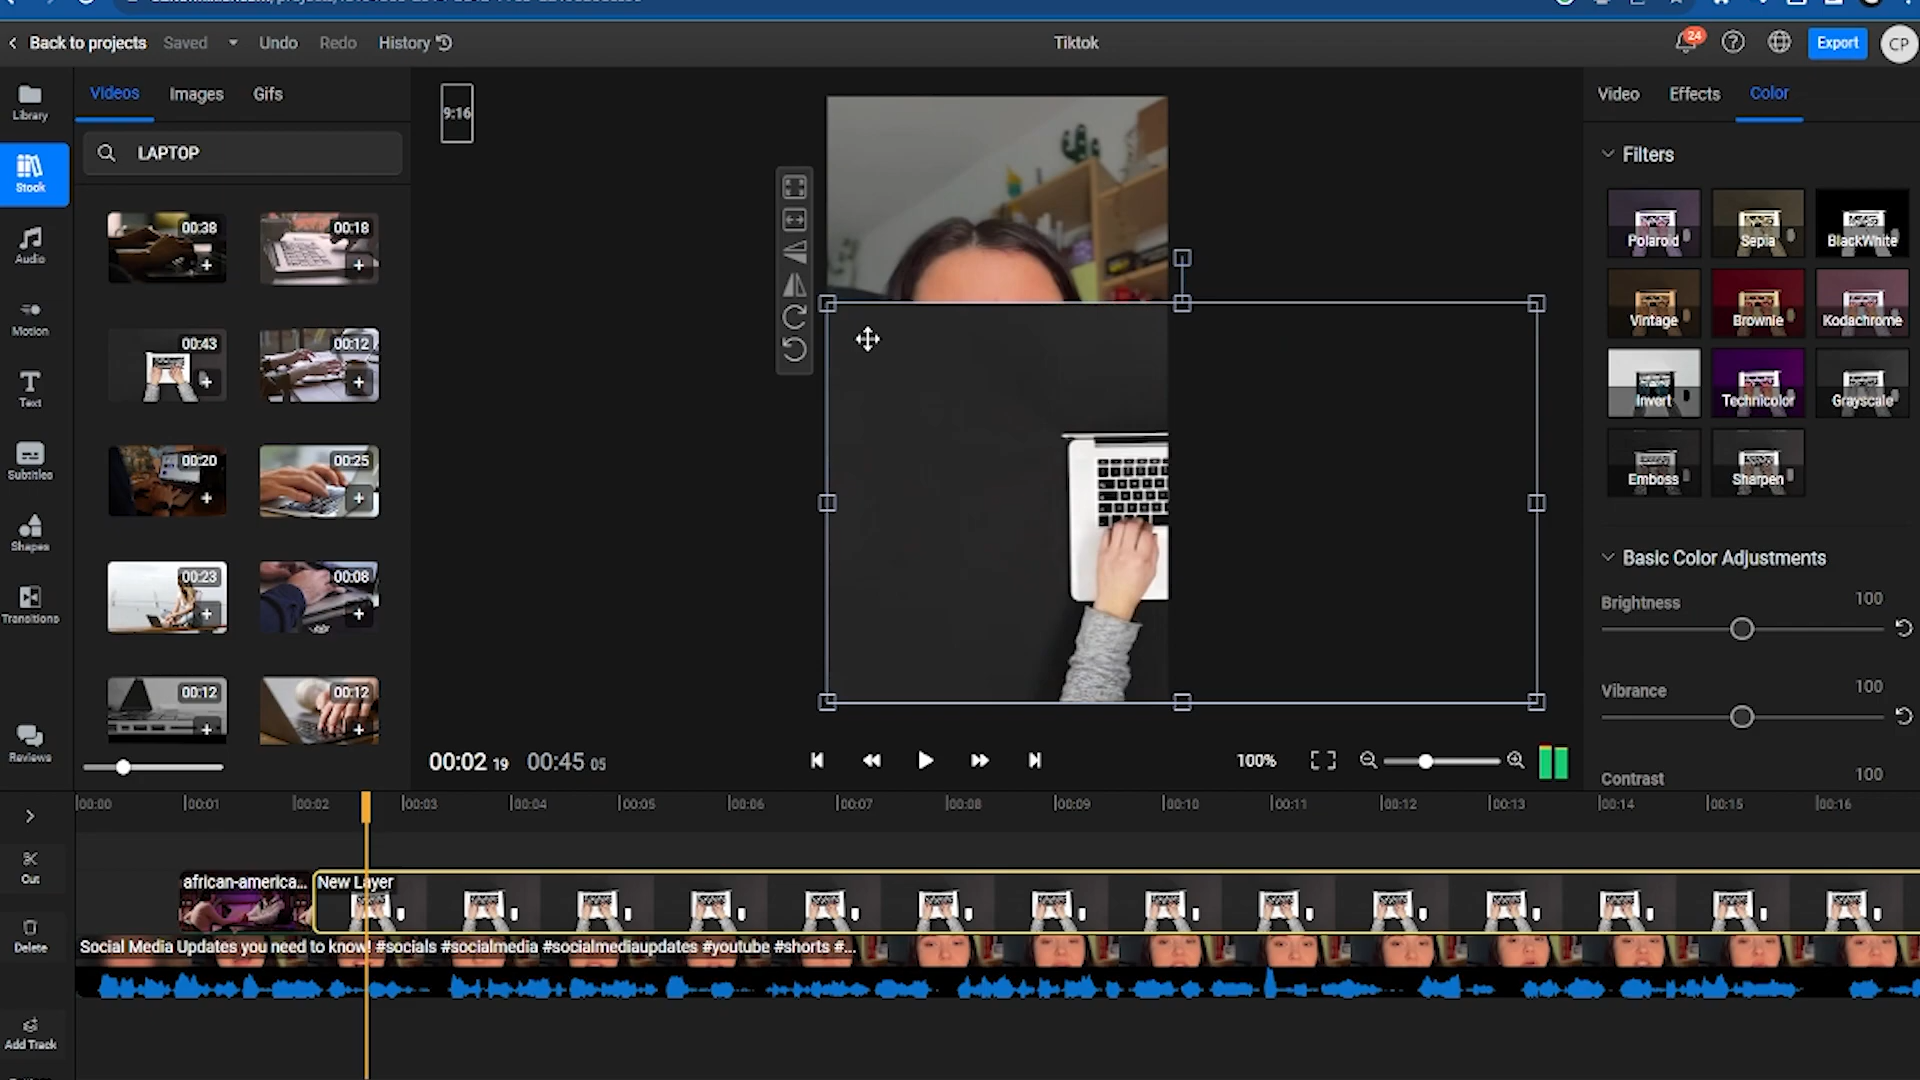 Back to projects Saved Undo Redo History Tiktok 24 Export CP
Library
Stock
Audio
Motion
Text
Subtitles
Shapes
Transitions
Reviews
Videos Images Gifs
LAPTOP
00:38 00:18
00:43 00:12
00:20 00:25
00:23 00:08
00:12 00:12
9:16
Video Effects Color
Filters
Polaroid Sepia BlackWhite
Vintage Brownie Kodachrome
Invert Technicolor Grayscale
Emboss Sharpen
Basic Color Adjustments
Brightness 100
Vibrance 100
Contrast 100
00:02 19 00:45 05 100%
00:00 00:01 00:02 00:03 00:04 00:05 00:06 00:07 00:08 00:09 00:10 00:11 00:12 00:13 00:14 00:15 00:16
Cut
Delete
Add Track
african-america... New Layer
Social Media Updates you need to know! #socials #socialmedia #socialmediaupdates #youtube #shorts #...